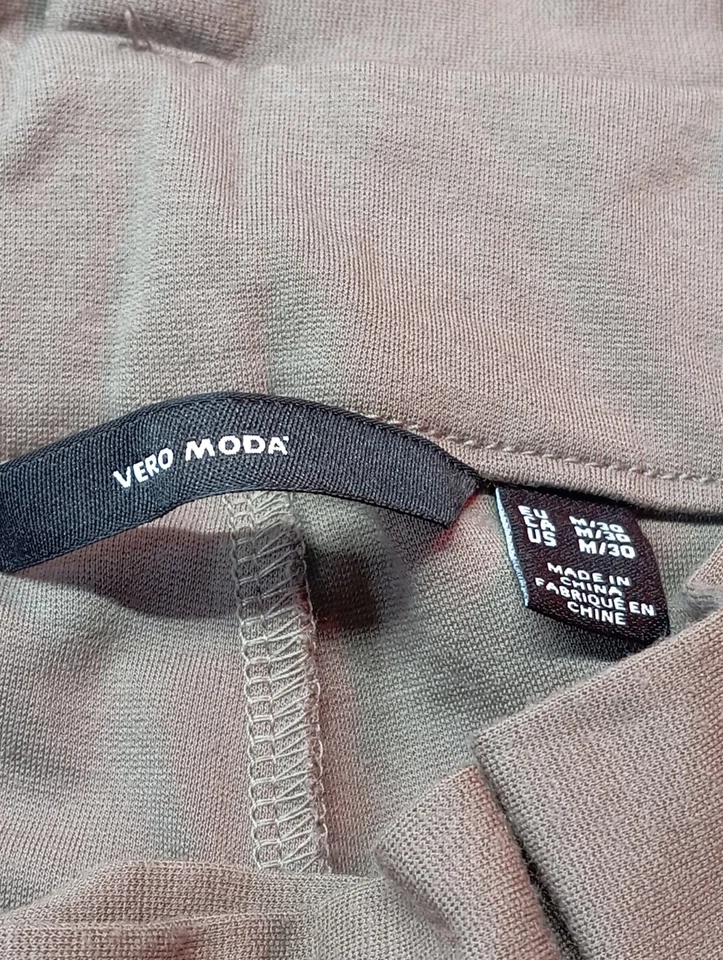 VERO MODA
EU M/30
CA M/30
US M/30
MADE IN
CHINA
FABRIQUÉ EN
CHINE